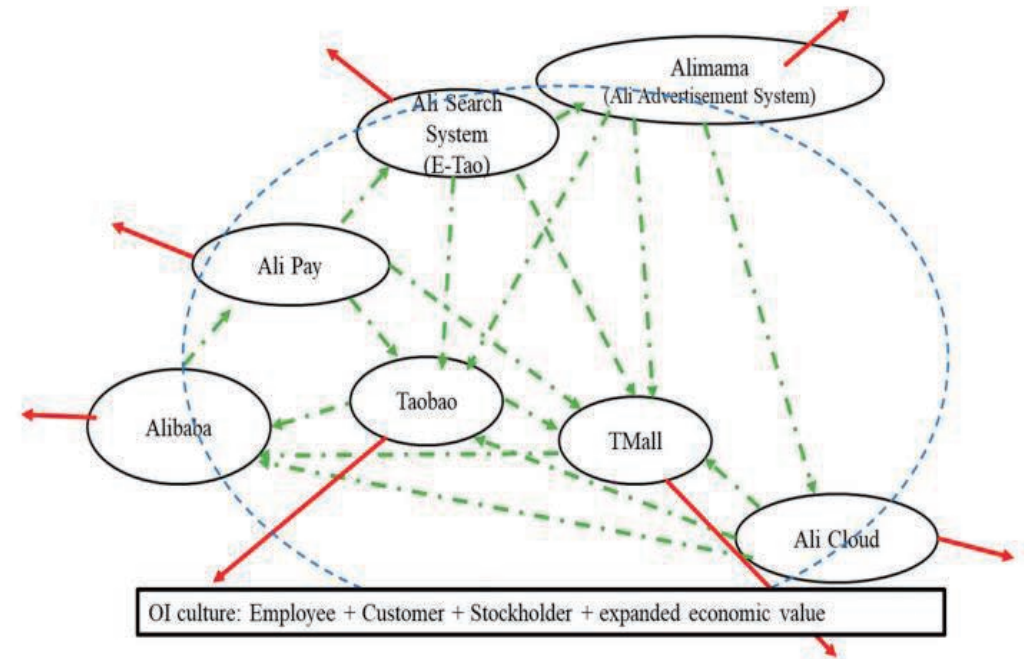 Alimama
(Ali Advertisement System)
Ali Search
System
(E-Tao)
Ali Pay
Taobao
Alibaba
TMall
Ali Cloud
OI culture: Employee + Customer + Stockholder + expanded economic value